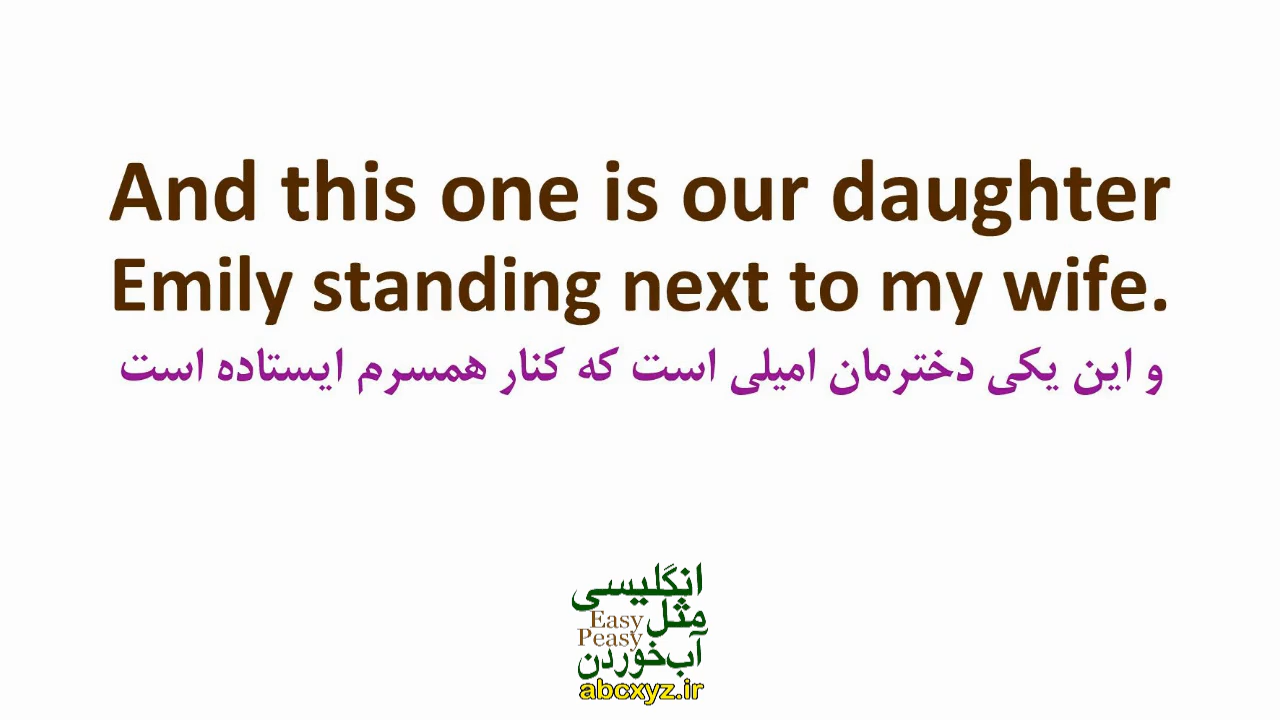 And this one is our daughter
Emily standing next to my wife.
و این یکی دخترمان امیلی است که کنار همسرم ایستاده است
انگلیسی
مثل
Easy
Peasy
آب‌خوردن
abcxyz.ir